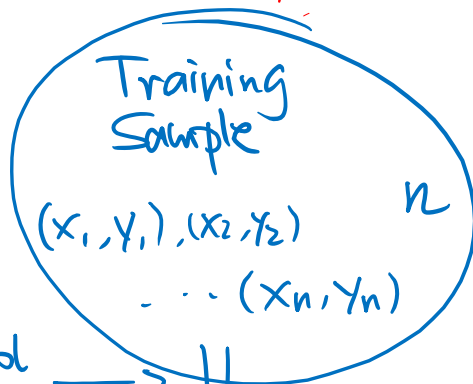 Training
Sample
n
(x₁,y₁),(x₂,y₂)
... (xₙ,yₙ)